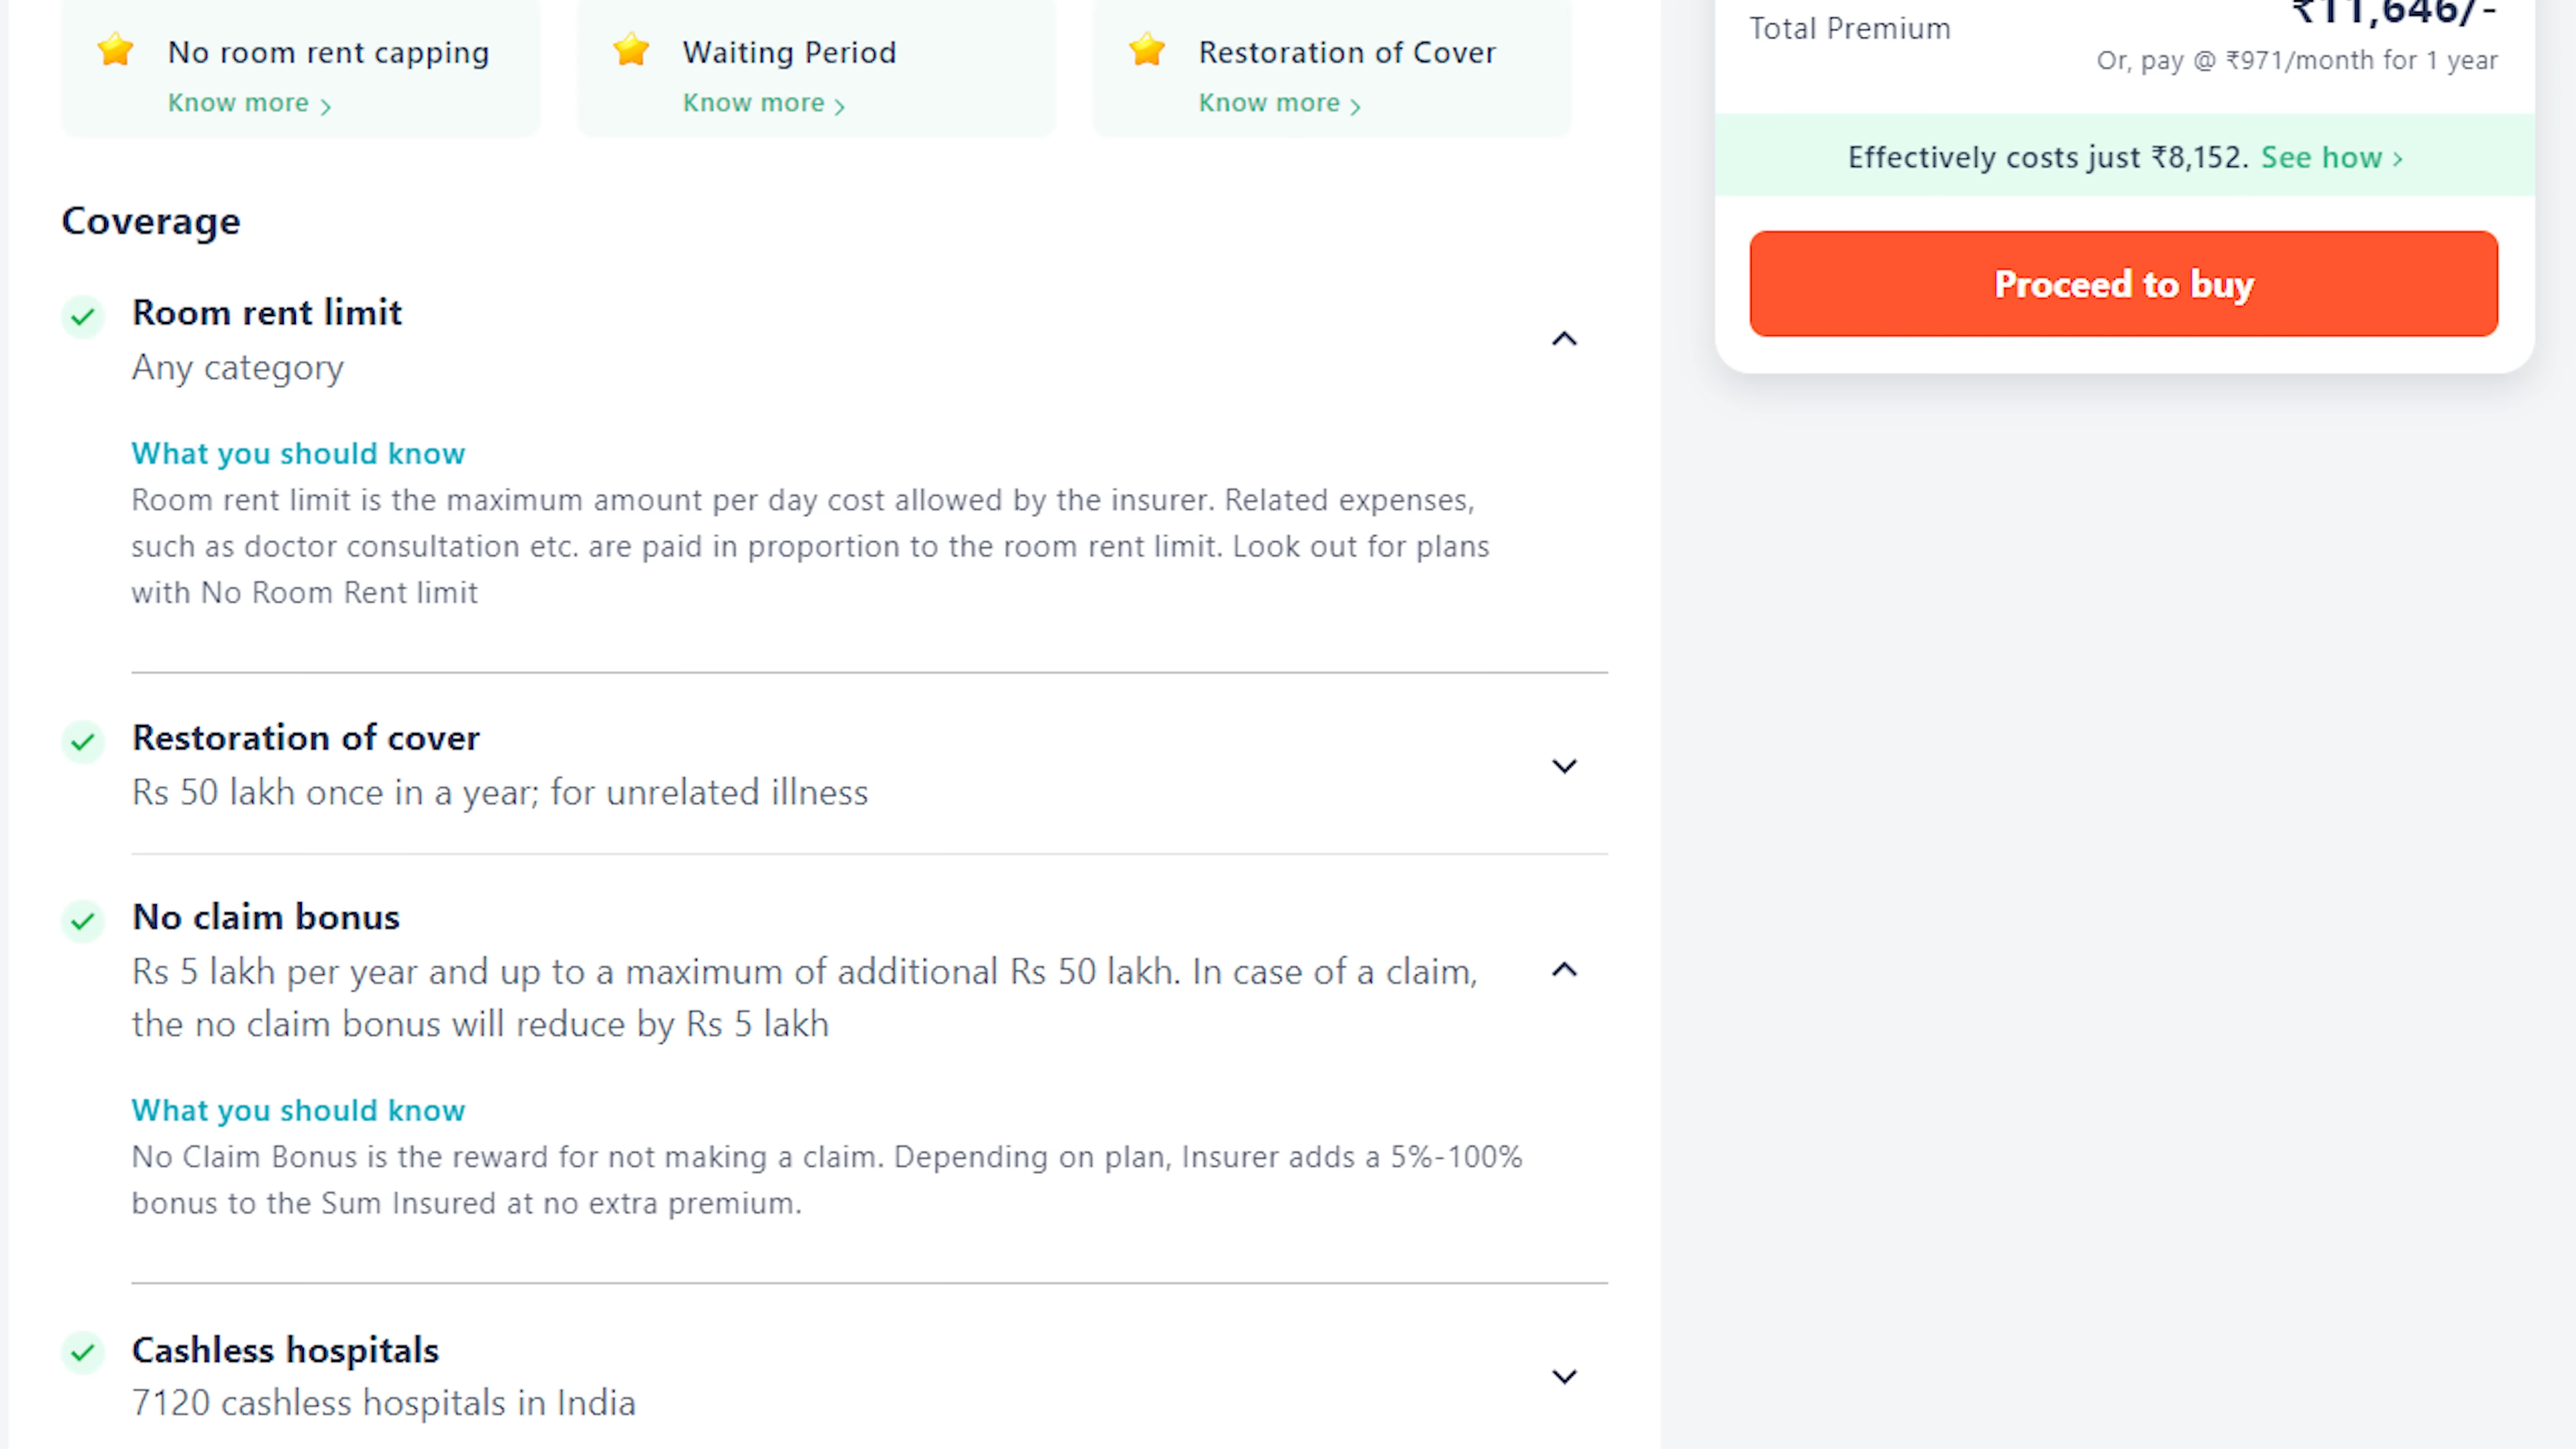 No room rent capping
Know more >
Waiting Period
Know more >
Restoration of Cover
Know more >
Coverage
Room rent limit
Any category
What you should know
Room rent limit is the maximum amount per day cost allowed by the insurer. Related expenses,
such as doctor consultation etc. are paid in proportion to the room rent limit. Look out for plans
with No Room Rent limit
Restoration of cover
Rs 50 lakh once in a year; for unrelated illness
No claim bonus
Rs 5 lakh per year and up to a maximum of additional Rs 50 lakh. In case of a claim,
the no claim bonus will reduce by Rs 5 lakh
What you should know
No Claim Bonus is the reward for not making a claim. Depending on plan, Insurer adds a 5%-100%
bonus to the Sum Insured at no extra premium.
Cashless hospitals
7120 cashless hospitals in India
₹11,646/-
Total Premium
Or, pay @ ₹971/month for 1 year
Effectively costs just ₹8,152. See how >
Proceed to buy